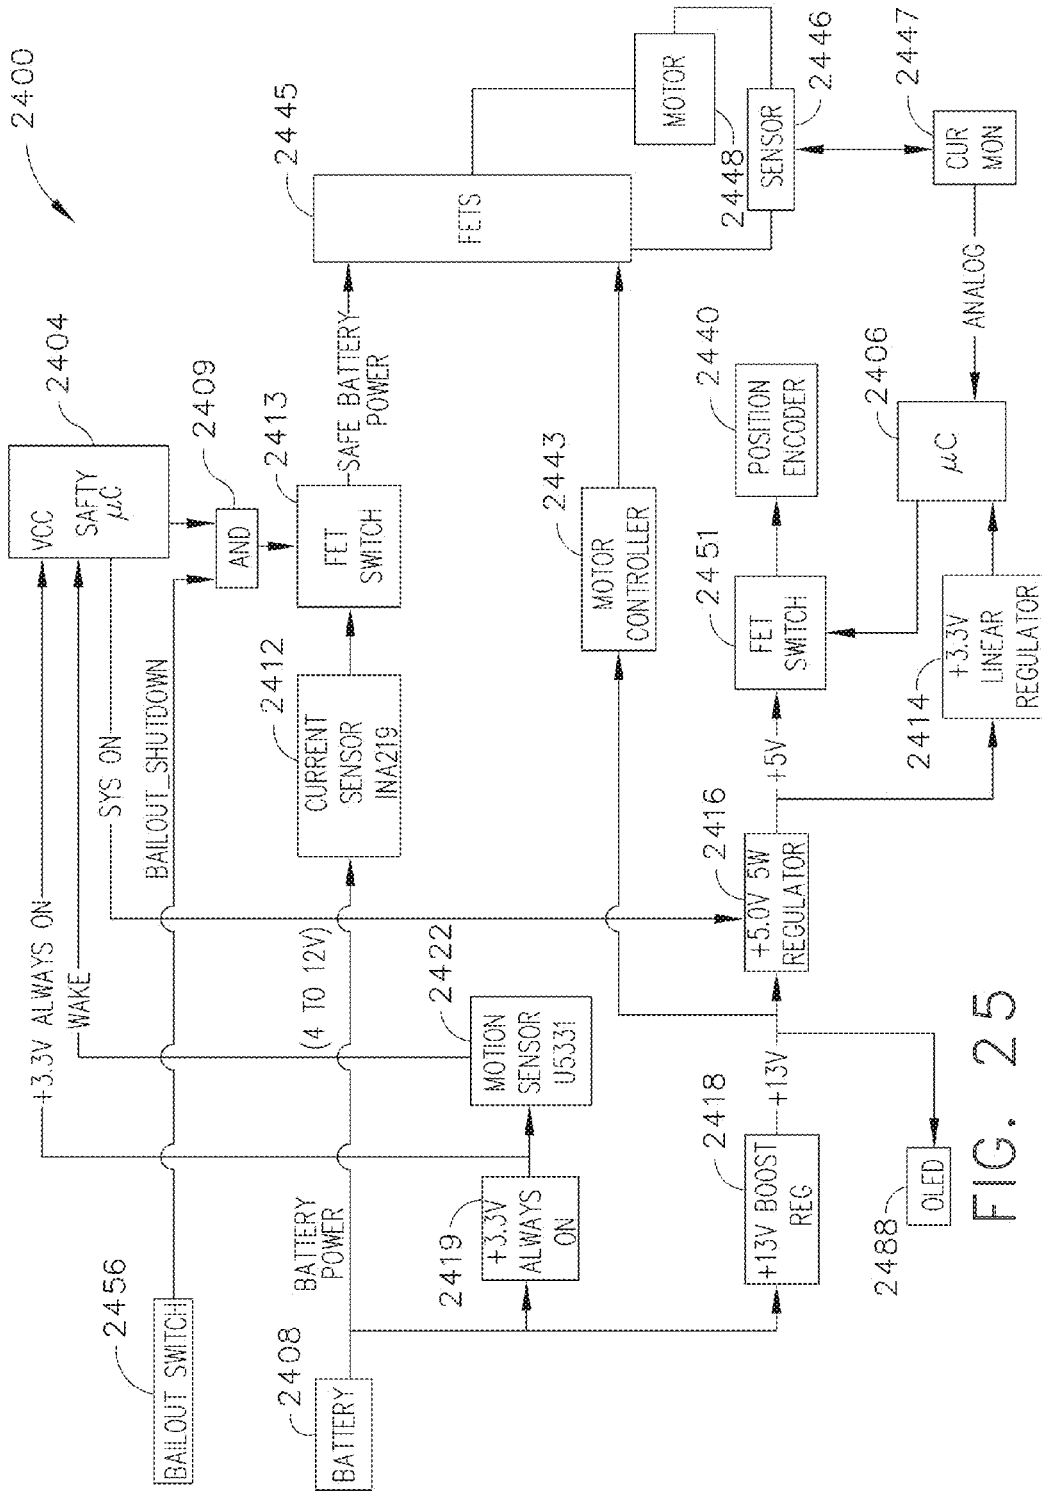 2400
+3.3V ALWAYS ON
WAKE
VCC
SAFTY
µC
2404
SYS ON
BAILOUT_SHUTDOWN
2456
BAILOUT SWITCH
AND
2409
2408
BATTERY
BATTERY
POWER
(4 TO 12V)
2412
CURRENT
SENSOR
INA219
2413
FET
SWITCH
SAFE BATTERY
POWER
2445
FETS
2419
+3.3V
ALWAYS
ON
2422
MOTION
SENSOR
U5331
2443
MOTOR
CONTROLLER
MOTOR
2448
SENSOR
2446
2418
+13V BOOST
REG
+13V
2416
+5.0V 5W
REGULATOR
+5V
2451
FET
SWITCH
2440
POSITION
ENCODER
2447
CUR
MON
ANALOG
2406
µC
2414
+3.3V
LINEAR
REGULATOR
2488
OLED
FIG. 25